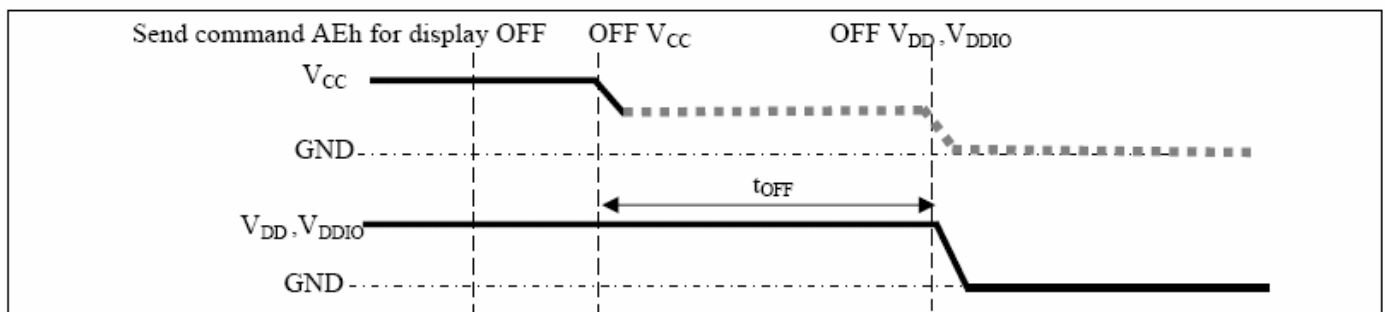 Send command AEh for display OFF OFF VCC OFF VDD ,VDDIO
VCC
GND
tOFF
VDD ,VDDIO
GND